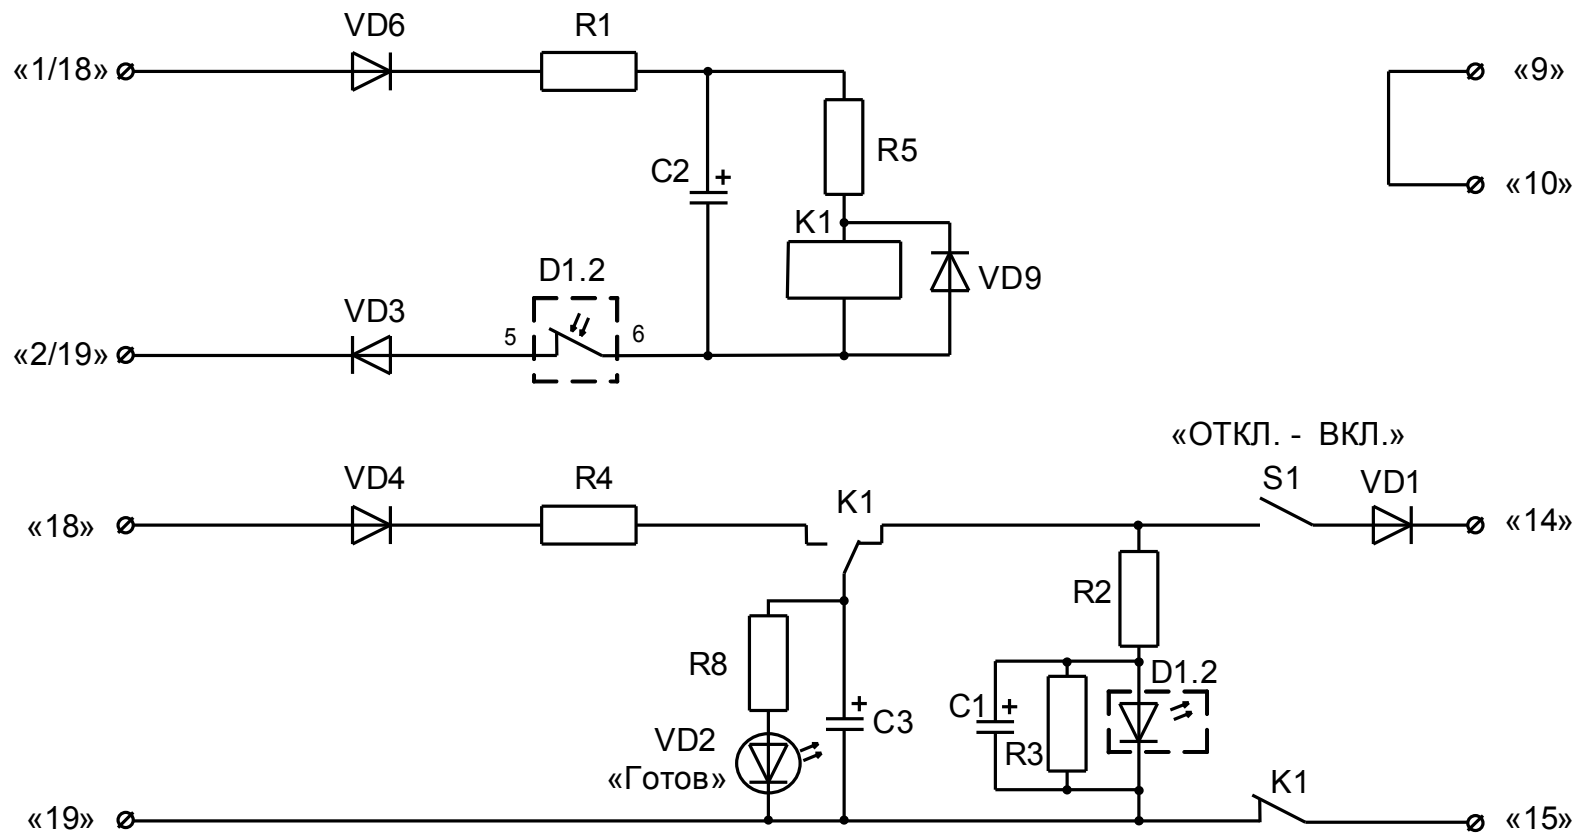 VD6 R1
«1/18» «9»
C2 + R5 «10»
K1
D1.2 VD9
VD3 5 6
«2/19»
«ОТКЛ. - ВКЛ.»
VD4 R4 K1 S1 VD1
«18» «14»
R2
R8 D1.2
C1 + + C3
VD2 R3
«Готов» K1
«19» «15»